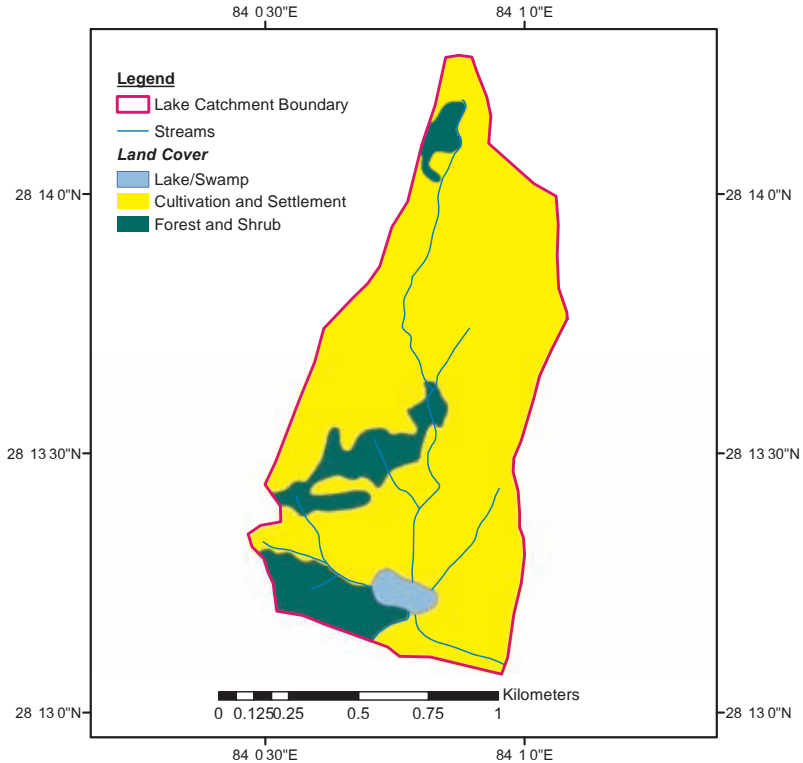 84 0'30"E 84 1'0"E
Legend
Lake Catchment Boundary
Streams
Land Cover
Lake/Swamp
Cultivation and Settlement
Forest and Shrub
28 14'0"N 28 14'0"N
28 13'30"N 28 13'30"N
28 13'0"N 28 13'0"N
Kilometers
0 0.125 0.25 0.5 0.75 1
84 0'30"E 84 1'0"E